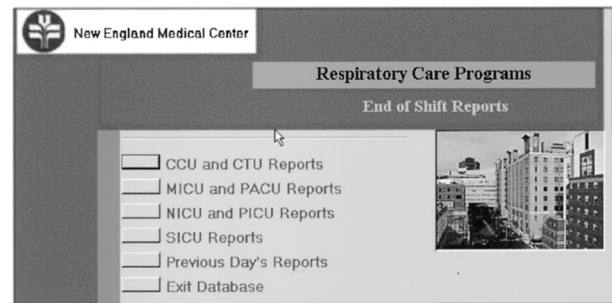 New England Medical Center
Respiratory Care Programs
End of Shift Reports
CCU and CTU Reports
MICU and PACU Reports
NICU and PICU Reports
SICU Reports
Previous Day's Reports
Exit Database